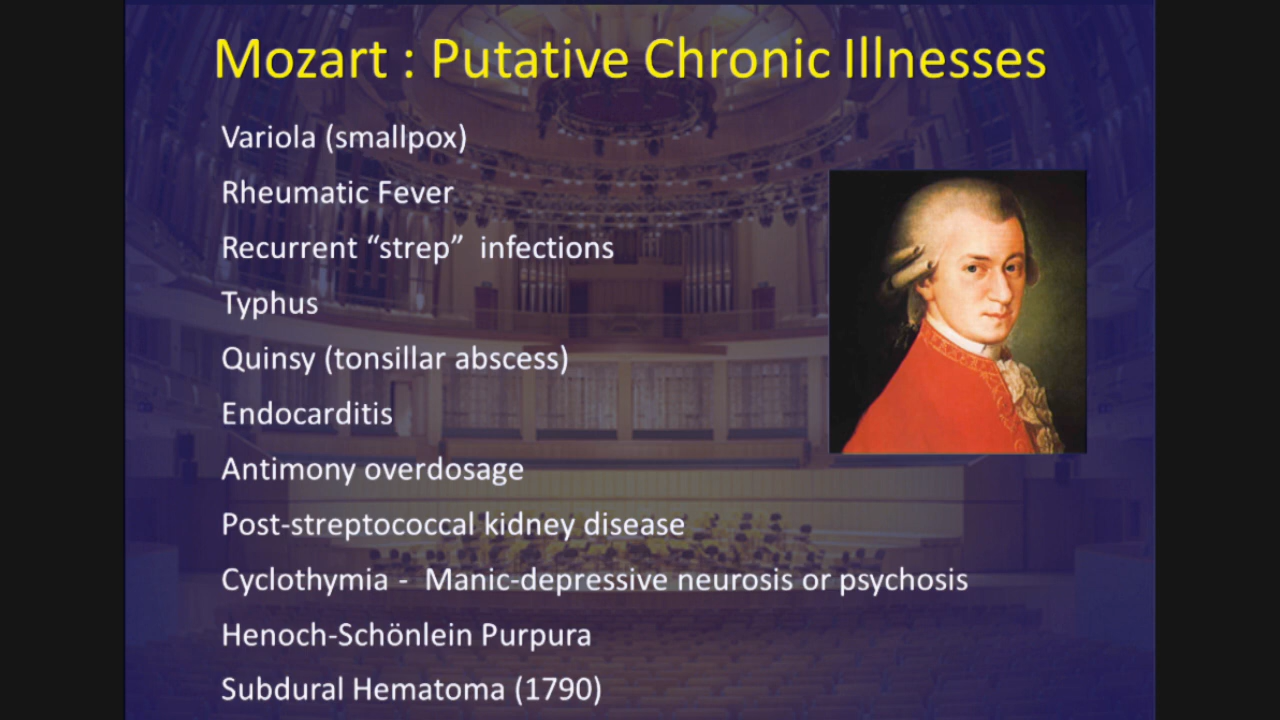 Mozart : Putative Chronic Illnesses
Variola (smallpox)
Rheumatic Fever
Recurrent “strep”  infections
Typhus
Quinsy (tonsillar abscess)
Endocarditis
Antimony overdosage
Post-streptococcal kidney disease
Cyclothymia -  Manic-depressive neurosis or psychosis
Henoch-Schönlein Purpura
Subdural Hematoma (1790)